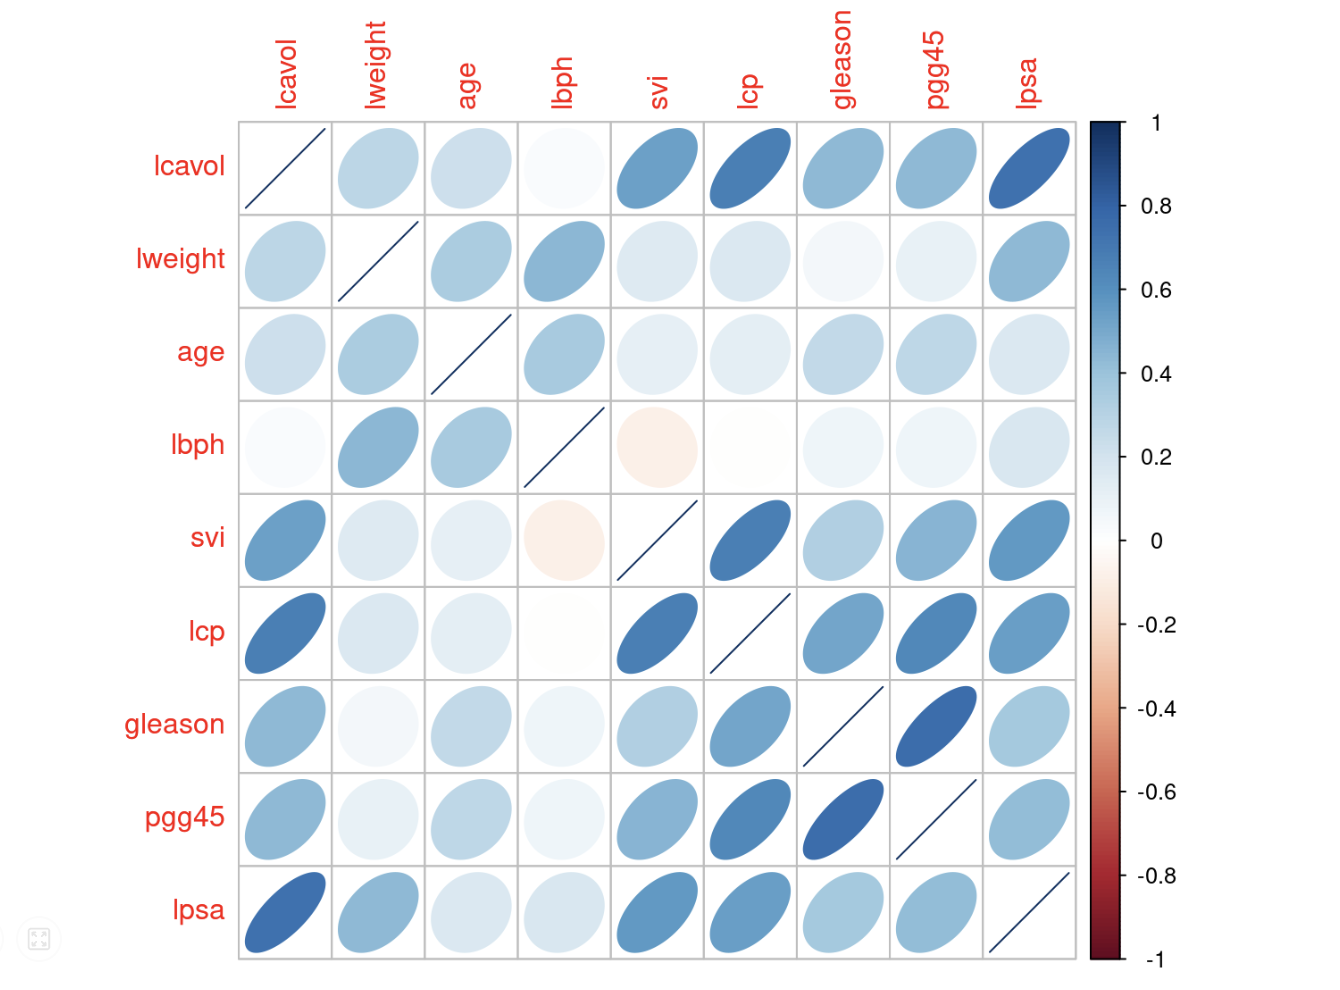 lcavol lweight age lbph svi lcp gleason pgg45 lpsa
lcavol
lweight
age
lbph
svi
lcp
gleason
pgg45
lpsa
1
0.8
0.6
0.4
0.2
0
-0.2
-0.4
-0.6
-0.8
-1